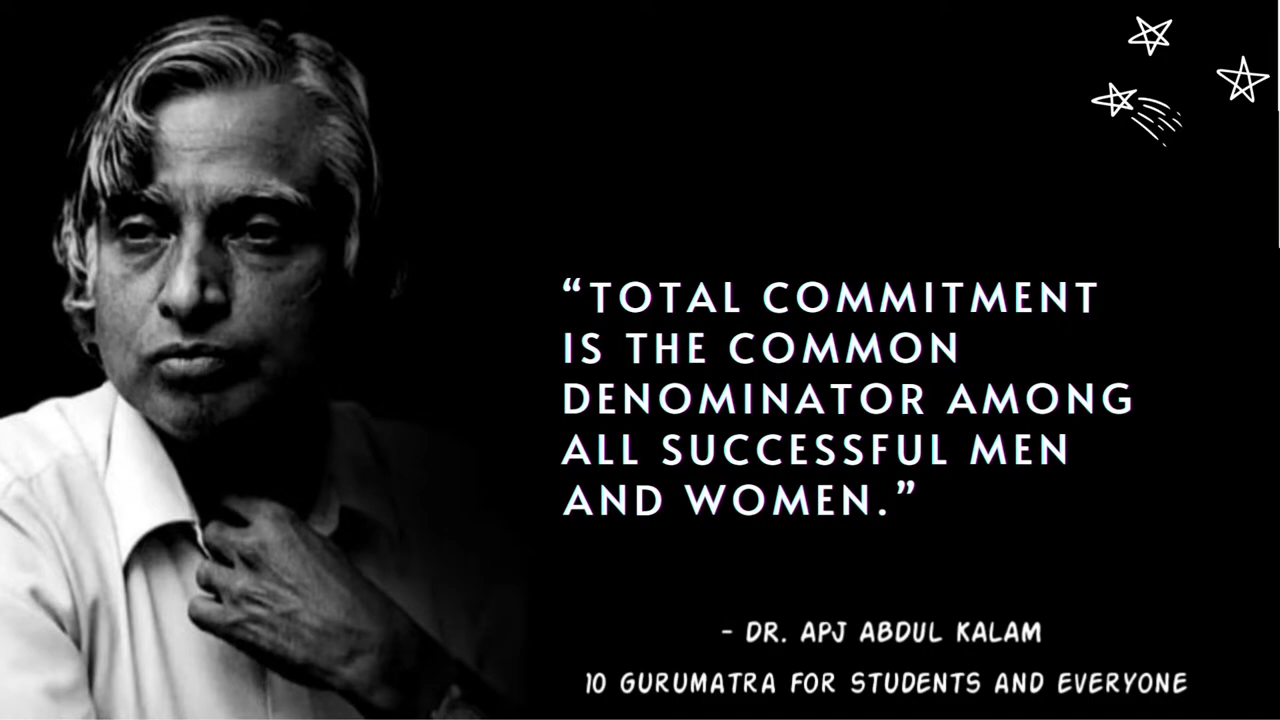 “TOTAL COMMITMENT
IS THE COMMON
DENOMINATOR AMONG
ALL SUCCESSFUL MEN
AND WOMEN.”
- DR. APJ ABDUL KALAM
10 GURUMATRA FOR STUDENTS AND EVERYONE